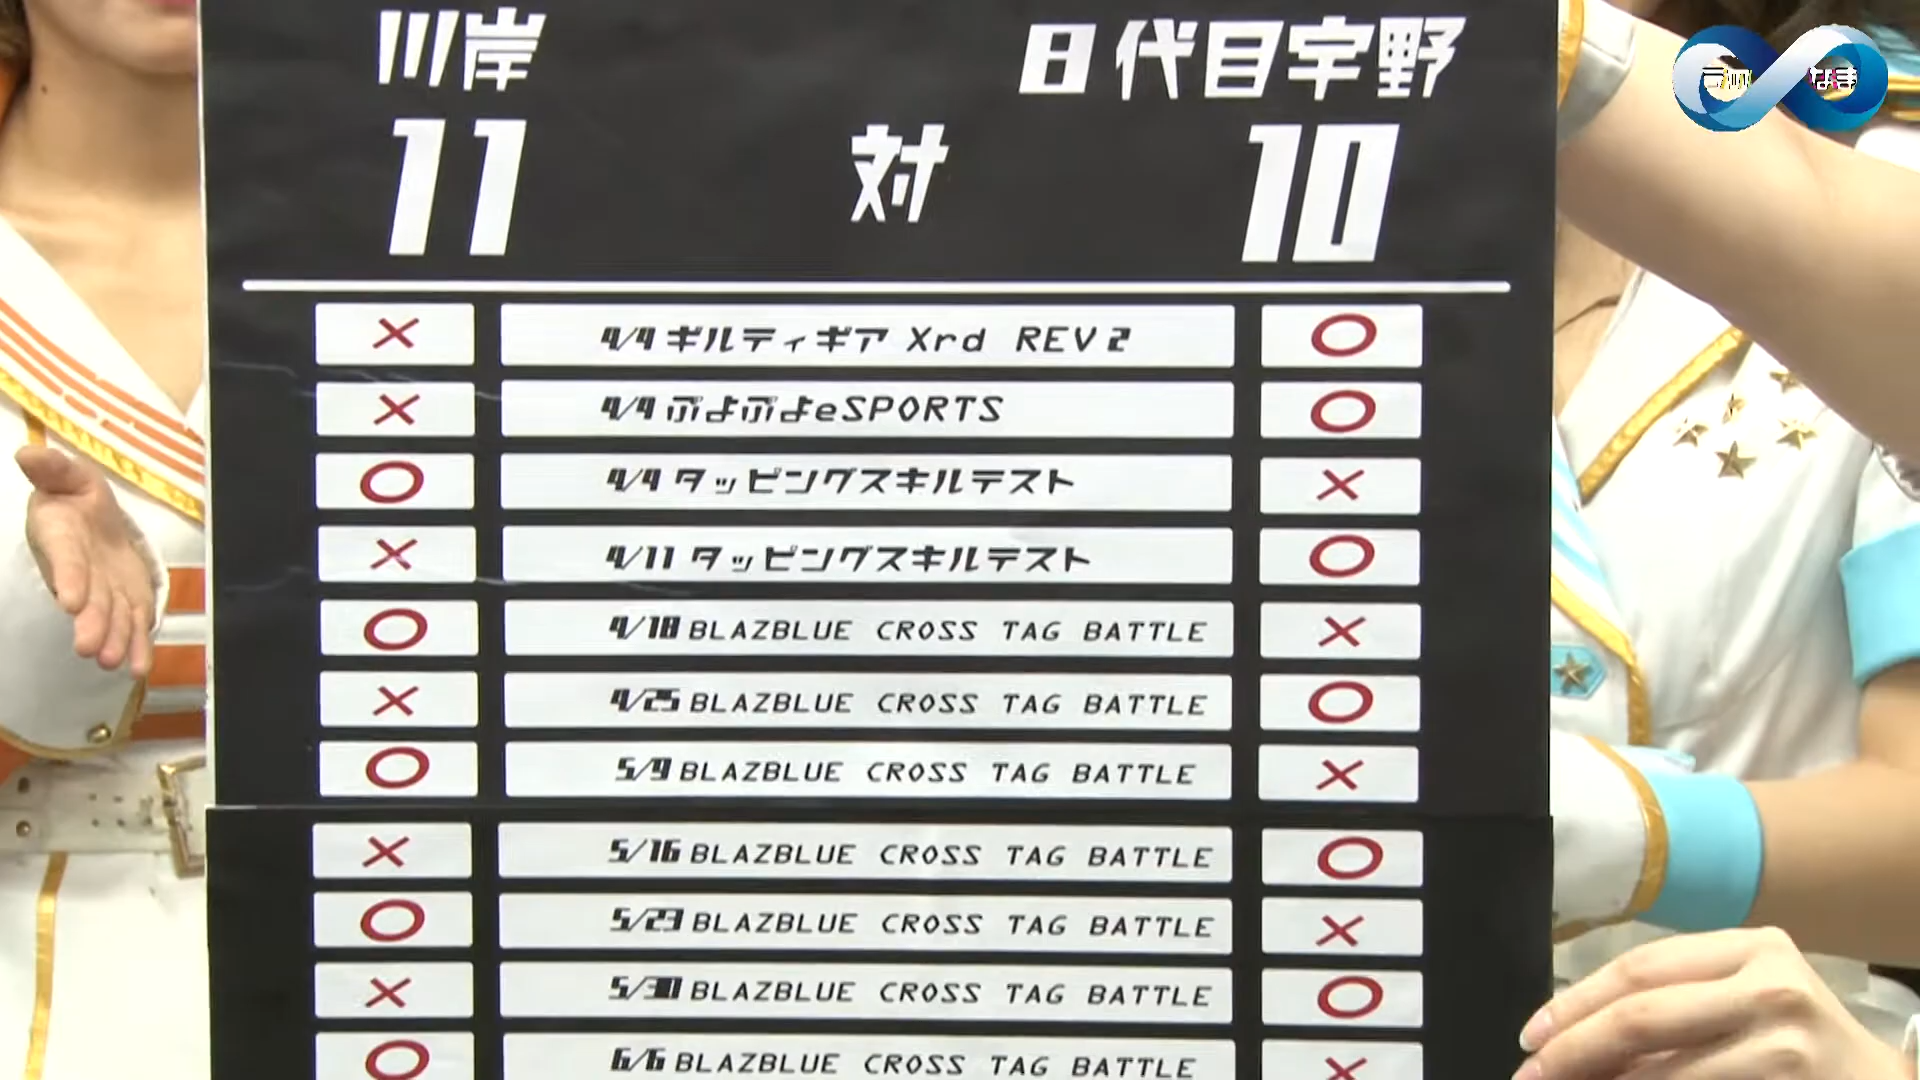 川岸 8代目宇野
11 対 10
× 4/4 ギルティギア Xrd REV 2 ○
× 4/4 ぷよぷよeSPORTS ○
○ 4/4 タッピングスキルテスト ×
× 4/11 タッピングスキルテスト ○
○ 4/18 BLAZBLUE CROSS TAG BATTLE ×
× 4/25 BLAZBLUE CROSS TAG BATTLE ○
○ 5/9 BLAZBLUE CROSS TAG BATTLE ×
× 5/16 BLAZBLUE CROSS TAG BATTLE ○
○ 5/23 BLAZBLUE CROSS TAG BATTLE ×
× 5/30 BLAZBLUE CROSS TAG BATTLE ○
○ 6/6 BLAZBLUE CROSS TAG BATTLE ×